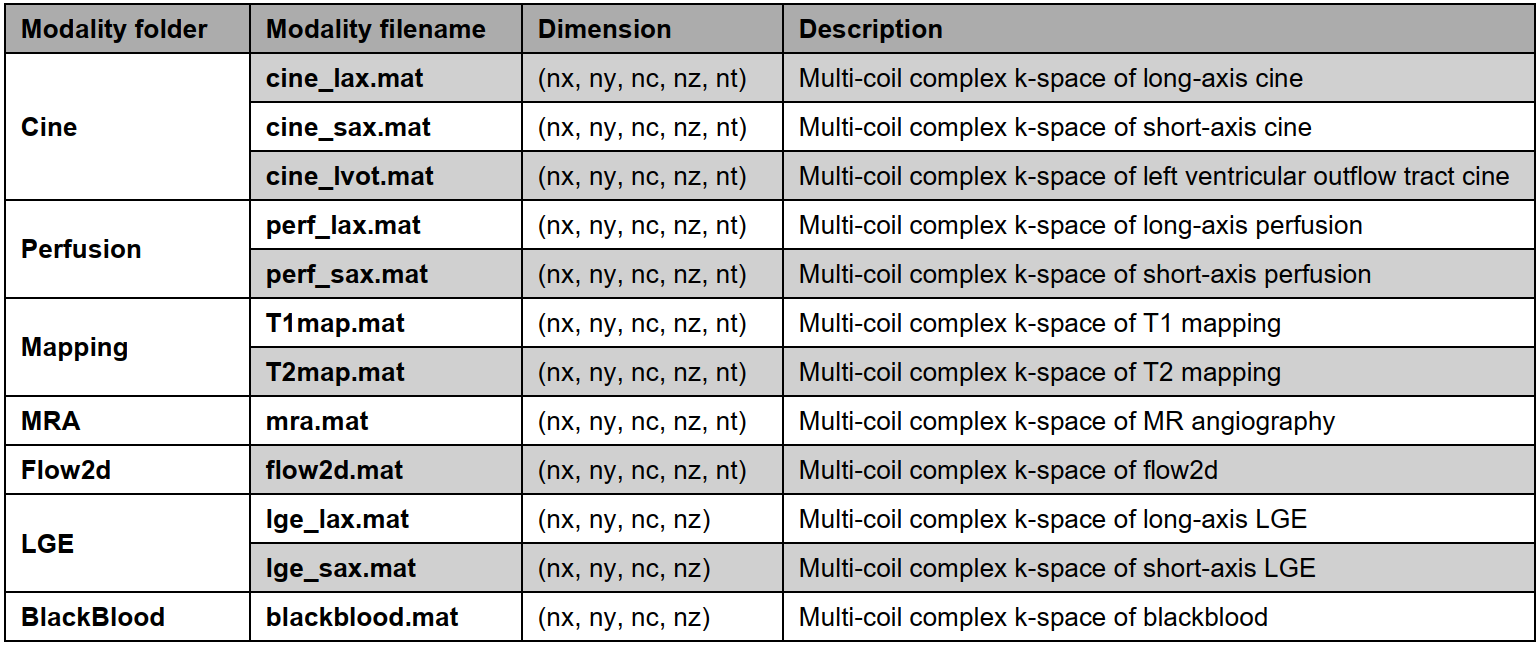 Modality folder Modality filename Dimension Description
cine_lax.mat (nx, ny, nc, nz, nt) Multi-coil complex k-space of long-axis cine
Cine cine_sax.mat (nx, ny, nc, nz, nt) Multi-coil complex k-space of short-axis cine
cine_lvot.mat (nx, ny, nc, nz, nt) Multi-coil complex k-space of left ventricular outflow tract cine
Perfusion
perf_lax.mat (nx, ny, nc, nz, nt) Multi-coil complex k-space of long-axis perfusion
perf_sax.mat (nx, ny, nc, nz, nt) Multi-coil complex k-space of short-axis perfusion
Mapping
T1map.mat (nx, ny, nc, nz, nt) Multi-coil complex k-space of T1 mapping
T2map.mat (nx, ny, nc, nz, nt) Multi-coil complex k-space of T2 mapping
MRA mra.mat (nx, ny, nc, nz, nt) Multi-coil complex k-space of MR angiography
Flow2d flow2d.mat (nx, ny, nc, nz, nt) Multi-coil complex k-space of flow2d
LGE
lge_lax.mat (nx, ny, nc, nz) Multi-coil complex k-space of long-axis LGE
lge_sax.mat (nx, ny, nc, nz) Multi-coil complex k-space of short-axis LGE
BlackBlood blackblood.mat (nx, ny, nc, nz) Multi-coil complex k-space of blackblood